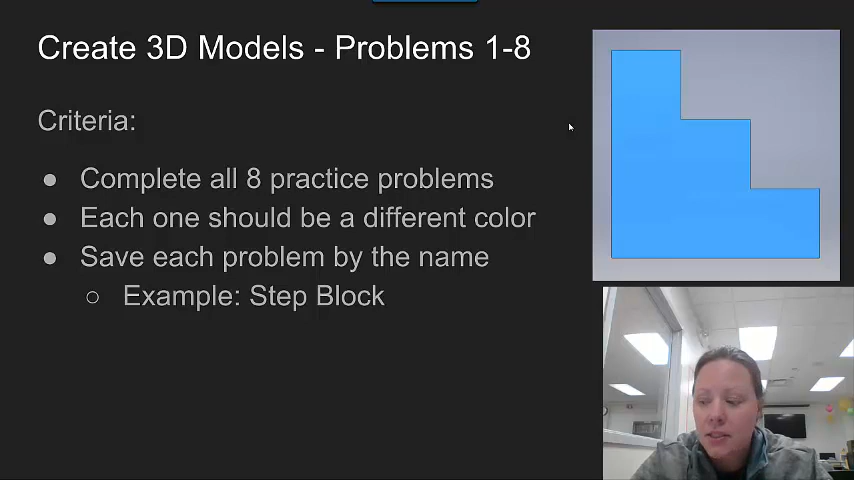 Create 3D Models - Problems 1-8
Criteria:
● Complete all 8 practice problems
● Each one should be a different color
● Save each problem by the name
○ Example: Step Block